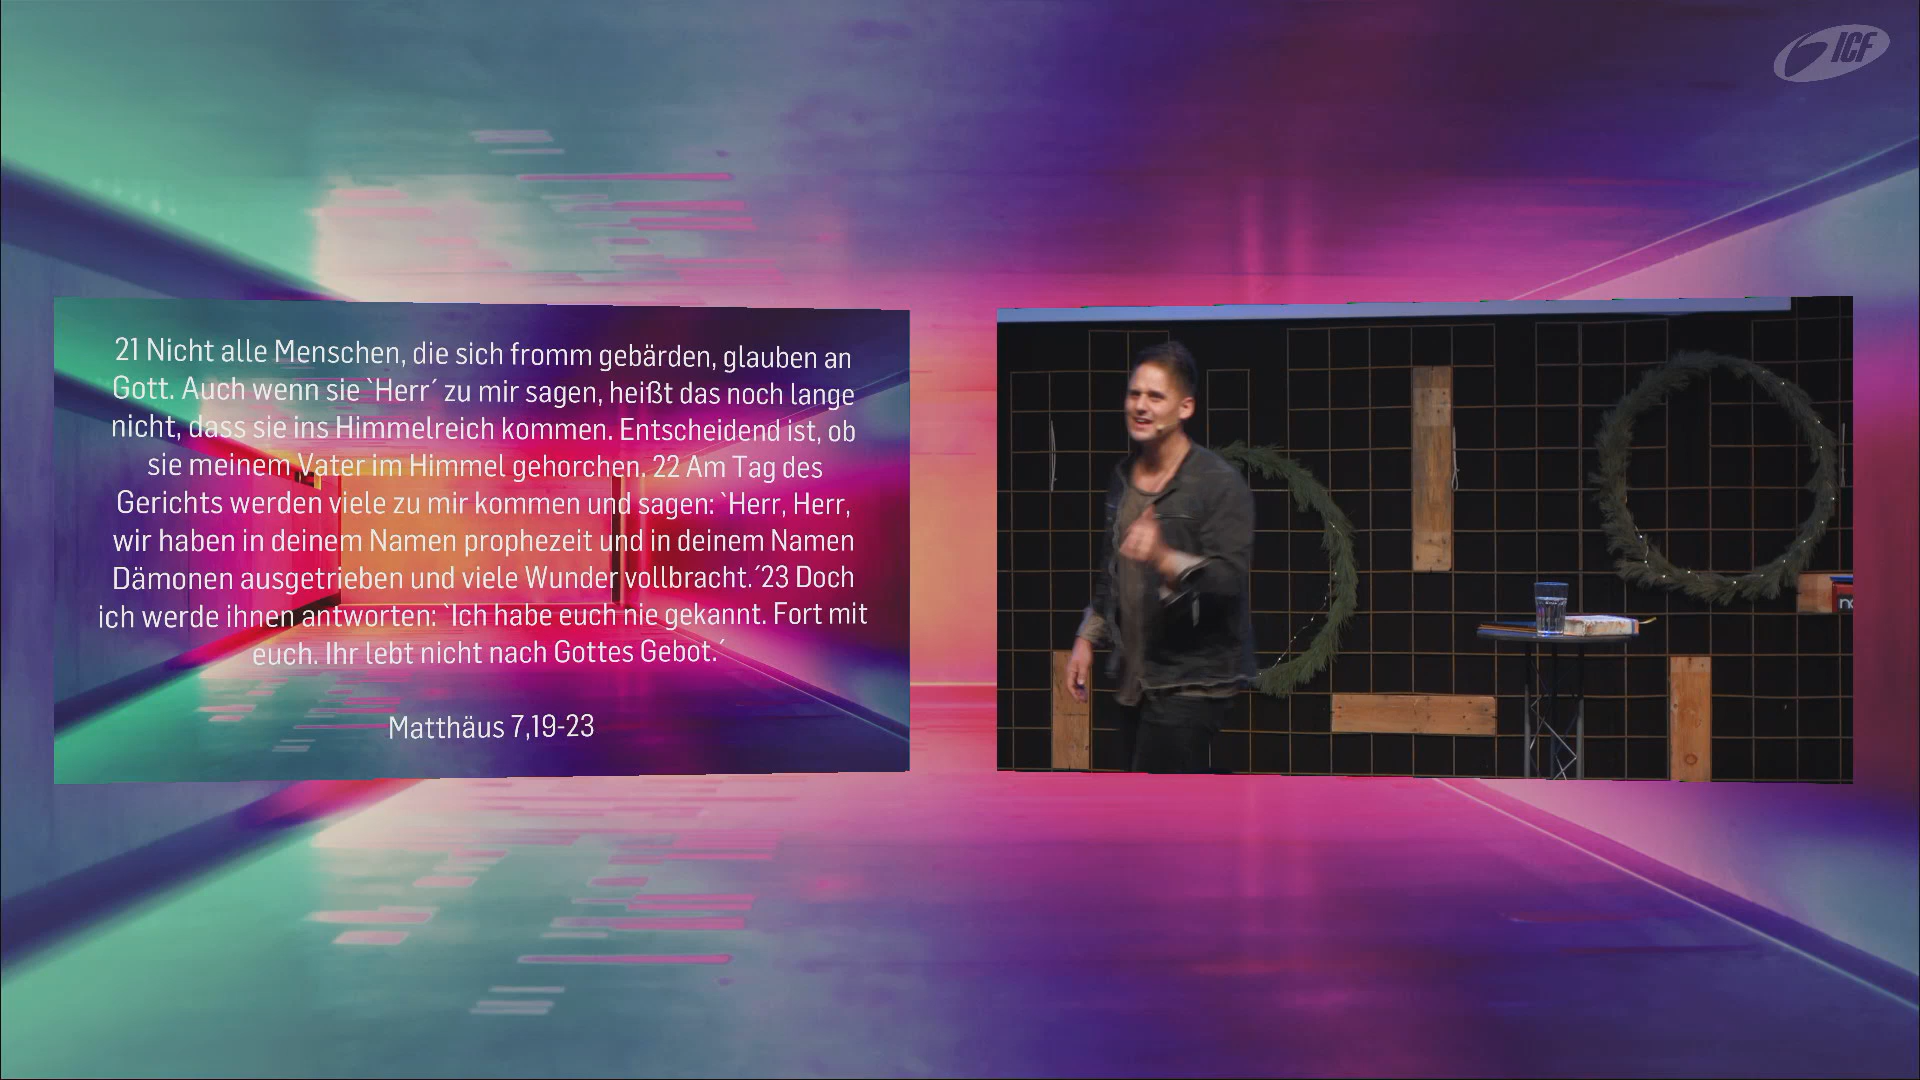 ICF
21 Nicht alle Menschen, die sich fromm gebärden, glauben an
Gott. Auch wenn sie `Herr´ zu mir sagen, heißt das noch lange
nicht, dass sie ins Himmelreich kommen. Entscheidend ist, ob
sie meinem Vater im Himmel gehorchen. 22 Am Tag des
Gerichts werden viele zu mir kommen und sagen: `Herr, Herr,
wir haben in deinem Namen prophezeit und in deinem Namen
Dämonen ausgetrieben und viele Wunder vollbracht.´23 Doch
ich werde ihnen antworten: `Ich habe euch nie gekannt. Fort mit
euch. Ihr lebt nicht nach Gottes Gebot.´
Matthäus 7,19-23